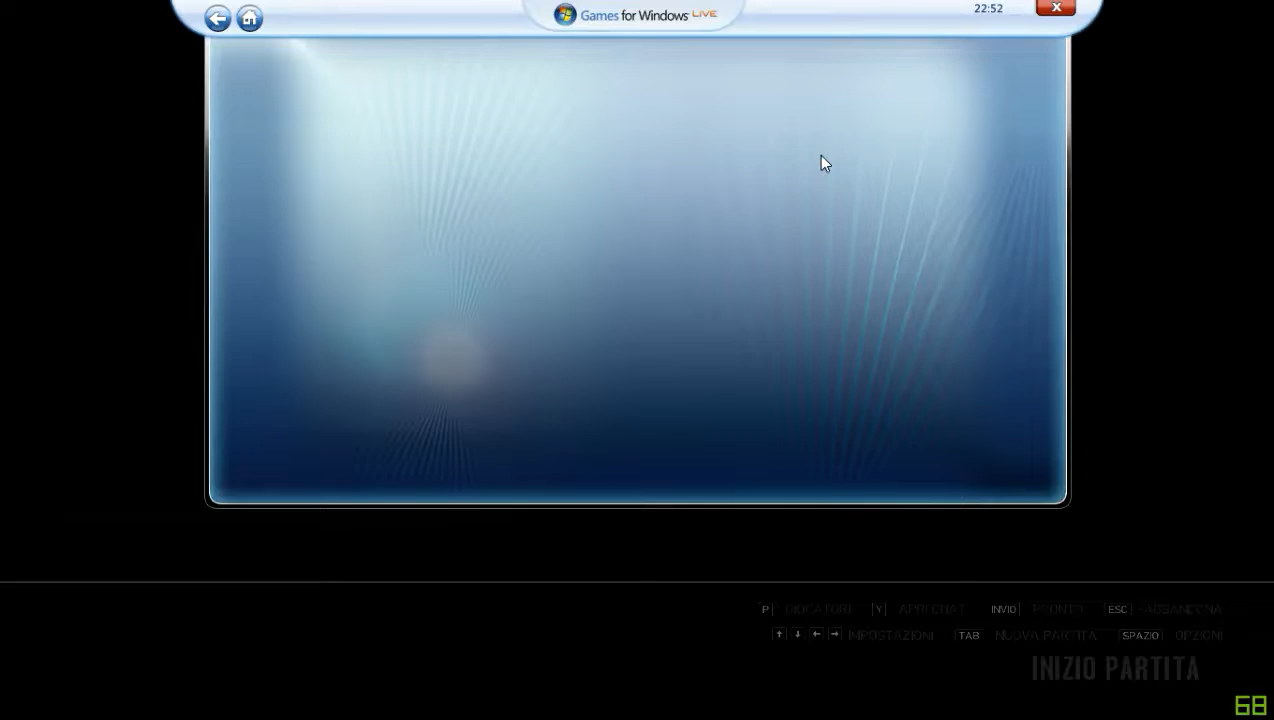 Games for Windows LIVE
22:52
P GIOCATORI Y APRI CHAT INVIO PRONTO ESC ABBANDONA
IMPOSTAZIONI TAB NUOVA PARTITA SPAZIO OPZIONI
INIZIO PARTITA
68